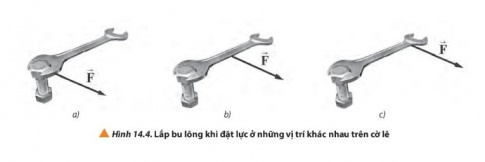 F
F
F
a)
b)
c)
▲ Hình 14.4. Lắp bu lông khi đặt lực ở những vị trí khác nhau trên cờ lê